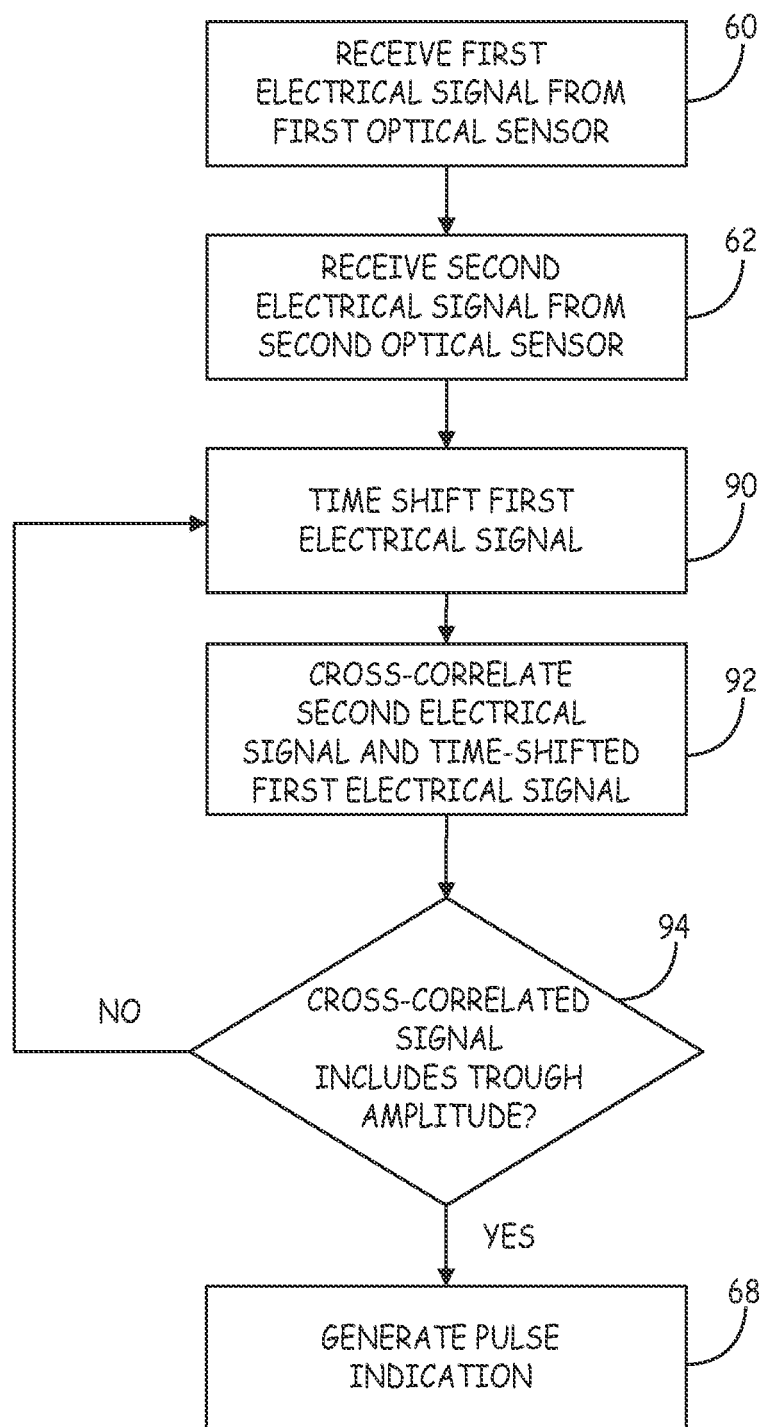 60
RECEIVE FIRST
ELECTRICAL SIGNAL FROM
FIRST OPTICAL SENSOR
62
RECEIVE SECOND
ELECTRICAL SIGNAL FROM
SECOND OPTICAL SENSOR
90
TIME SHIFT FIRST
ELECTRICAL SIGNAL
92
CROSS-CORRELATE
SECOND ELECTRICAL
SIGNAL AND TIME-SHIFTED
FIRST ELECTRICAL SIGNAL
94
CROSS-CORRELATED
SIGNAL
INCLUDES TROUGH
AMPLITUDE?
NO
YES
68
GENERATE PULSE
INDICATION